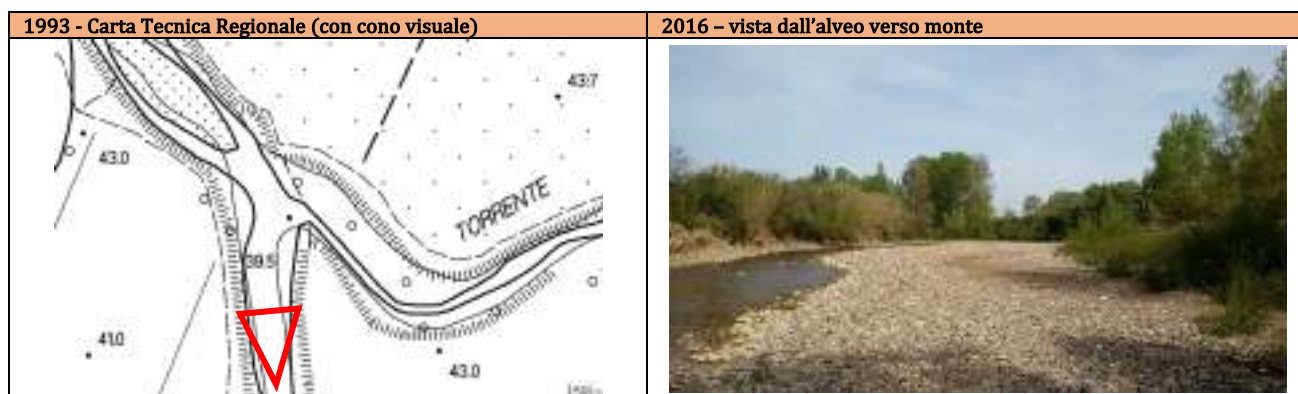 1993 - Carta Tecnica Regionale (con cono visuale)
2016 – vista dall'alveo verso monte
43.7
43.0
TORRENTE
39.5
41.0
43.0